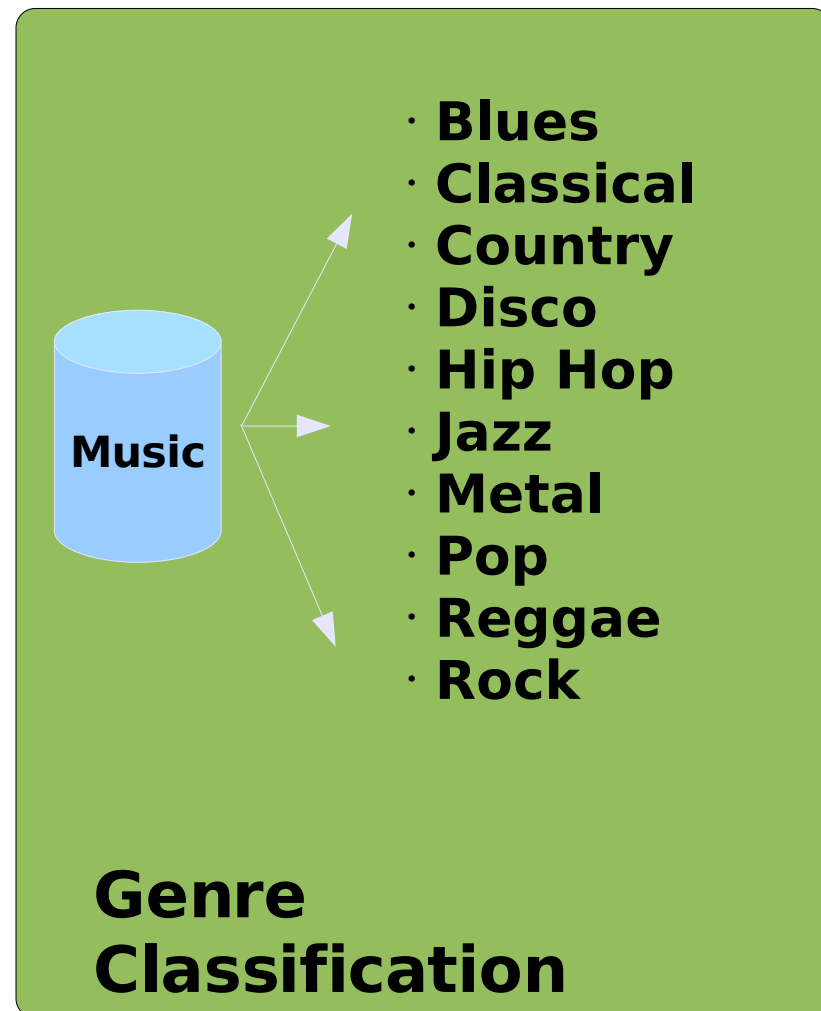 Music
· Blues
· Classical
· Country
· Disco
· Hip Hop
· Jazz
· Metal
· Pop
· Reggae
· Rock
Genre
Classification